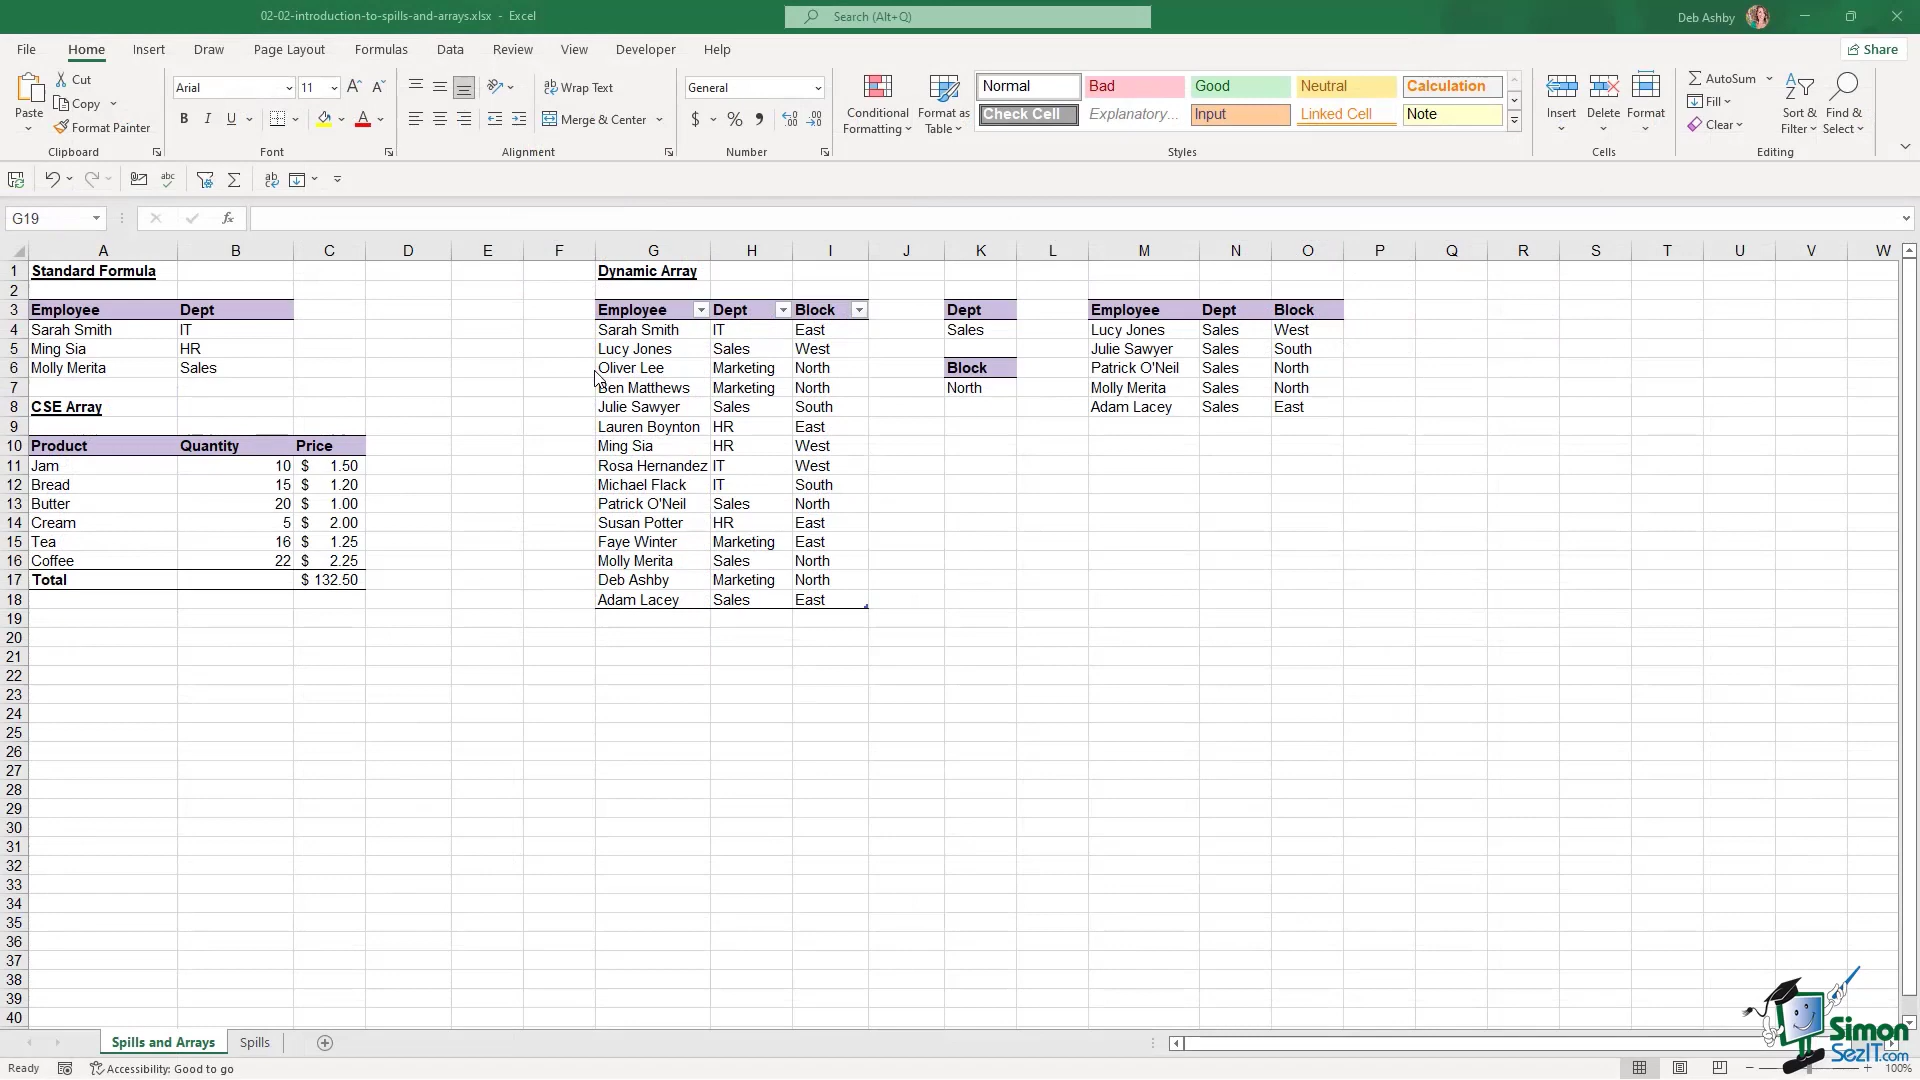 02-02-introduction-to-spills-and-arrays.xlsx - Excel
Search (Alt+Q)
Deb Ashby
File Home Insert Draw Page Layout Formulas Data Review View Developer Help
Share
Paste
Cut
Copy
Format Painter
Clipboard
Arial 11
B I U A
Font
Wrap Text
Merge & Center
Alignment
General
$ % 9
Number
Conditional Formatting
Format as Table
Normal Bad Good Neutral Calculation
Check Cell Explanatory... Input Linked Cell Note
Styles
Insert Delete Format
Cells
AutoSum
Fill
Clear
Sort & Filter
Find & Select
Editing
G19
fx
A B C D E F G H I J K L M N O P Q R S T U V W
1 Standard Formula Dynamic Array
2
3 Employee Dept Employee Dept Block Dept Employee Dept Block
4 Sarah Smith IT Sarah Smith IT East Sales Lucy Jones Sales West
5 Ming Sia HR Lucy Jones Sales West Julie Sawyer Sales South
6 Molly Merita Sales Oliver Lee Marketing North Block Patrick O'Neil Sales North
7 Ben Matthews Marketing North North Molly Merita Sales North
8 CSE Array Julie Sawyer Sales South Adam Lacey Sales East
9 Lauren Boynton HR East
10 Product Quantity Price Ming Sia HR West
11 Jam 10 $ 1.50 Rosa Hernandez IT West
12 Bread 15 $ 1.20 Michael Flack IT South
13 Butter 20 $ 1.00 Patrick O'Neil Sales North
14 Cream 5 $ 2.00 Susan Potter HR East
15 Tea 16 $ 1.25 Faye Winter Marketing East
16 Coffee 22 $ 2.25 Molly Merita Sales North
17 Total $ 132.50 Deb Ashby Marketing North
18 Adam Lacey Sales East
19
20
21
22
23
24
25
26
27
28
29
30
31
32
33
34
35
36
37
38
39
40
Simon
SezIT.com
Spills and Arrays Spills
Ready Accessibility: Good to go 100%